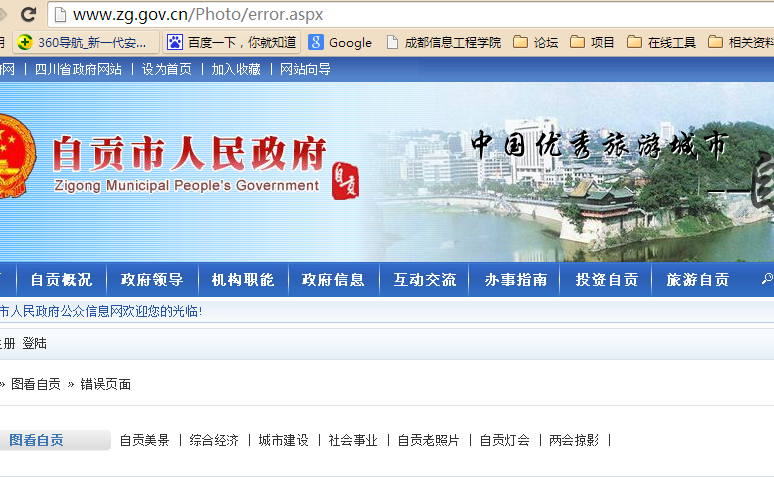 www.zg.gov.cn/Photo/error.aspx
360导航_新一代安... 百度一下，你就知道 Google 成都信息工程学院 论坛 项目 在线工具 相关资料
府网 | 四川省政府网站 | 设为首页 | 加入收藏 | 网站向导
自贡市人民政府
Zigong Municipal People's Government
自贡
中国优秀旅游城市
自贡概况 政府领导 机构职能 政府信息 互动交流 办事指南 投资自贡 旅游自贡
市人民政府公众信息网欢迎您的光临!
册 登陆
» 图看自贡 » 错误页面
图看自贡 自贡美景 | 综合经济 | 城市建设 | 社会事业 | 自贡老照片 | 自贡灯会 | 两会掠影 |